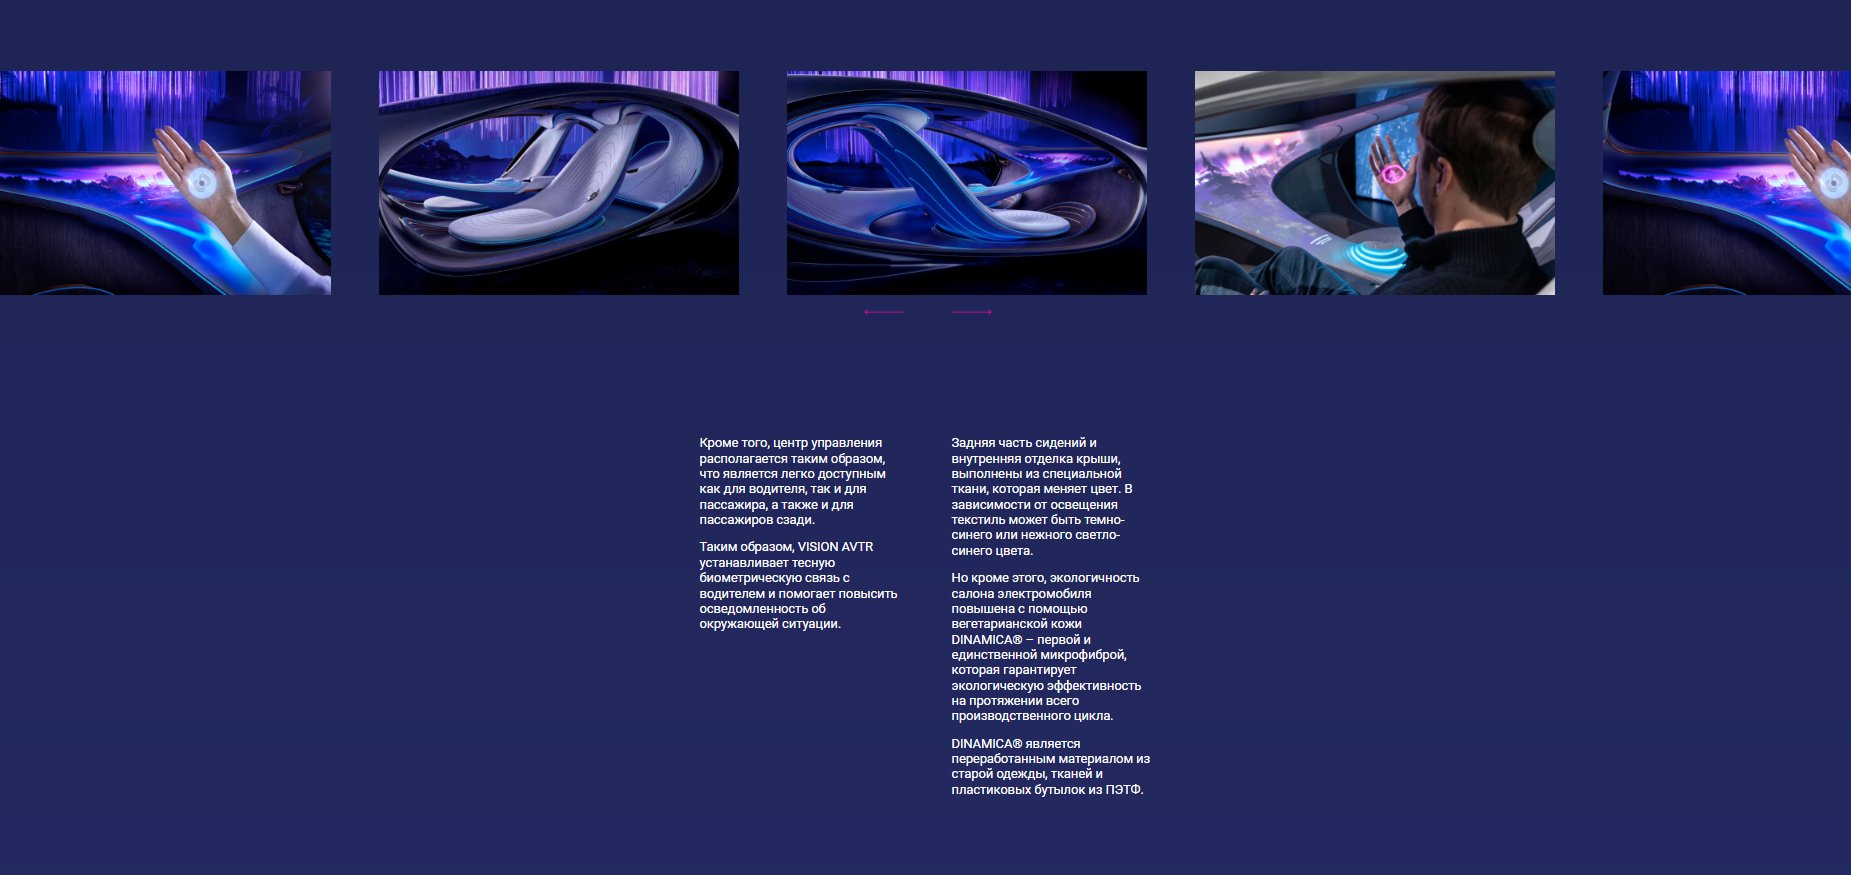 Кроме того, центр управления
располагается таким образом,
что является легко доступным
как для водителя, так и для
пассажира, а также и для
пассажиров сзади.
Таким образом, VISION AVTR
устанавливает тесную
биометрическую связь с
водителем и помогает повысить
осведомленность об
окружающей ситуации.
Задняя часть сидений и
внутренняя отделка крыши,
выполнены из специальной
ткани, которая меняет цвет. В
зависимости от освещения
текстиль может быть темно-
синего или нежного светло-
синего цвета.
Но кроме этого, экологичность
салона электромобиля
повышена с помощью
вегетарианской кожи
DINAMICA® – первой и
единственной микрофиброй,
которая гарантирует
экологическую эффективность
на протяжении всего
производственного цикла.
DINAMICA® является
переработанным материалом из
старой одежды, тканей и
пластиковых бутылок из ПЭТФ.